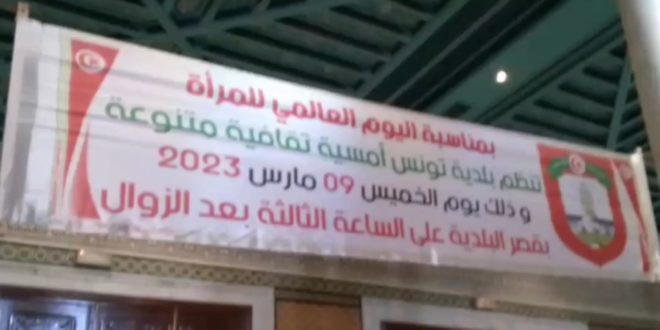 بمناسبة اليوم العالمي للمرأة
تنظم بلدية تونس أمسية ثقافية متنوعة
و ذلك يوم الخميس 09 مارس 2023
بقصر البلدية على الساعة الثالثة بعد الزوال